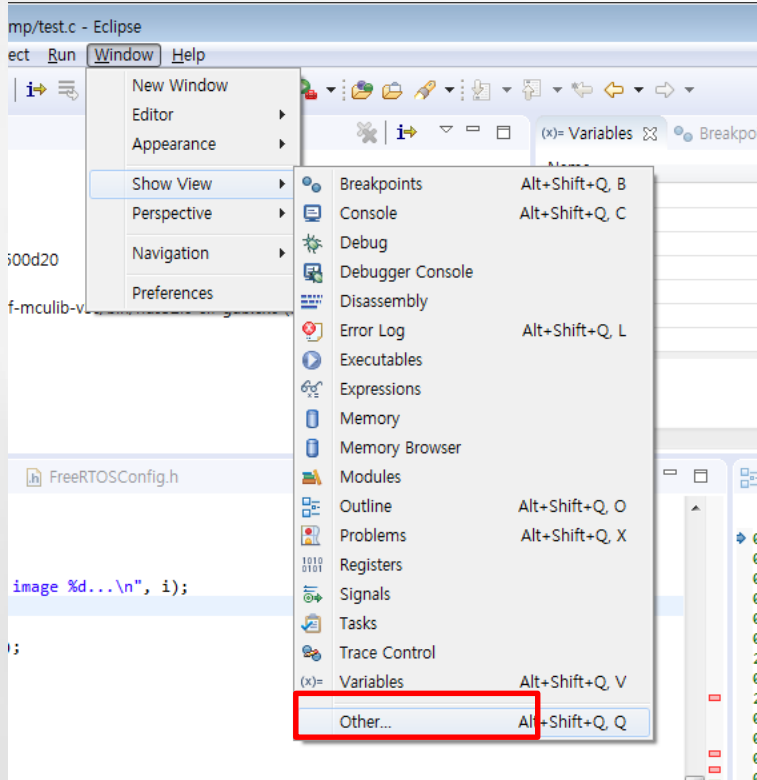 mp/test.c - Eclipse
ect Run Window Help
New Window
Editor
Appearance
(x)= Variables Breakpo
Show View
Perspective
Navigation
Preferences
Breakpoints Alt+Shift+Q, B
Console Alt+Shift+Q, C
Debug
Debugger Console
Disassembly
Error Log Alt+Shift+Q, L
Executables
Expressions
Memory
Memory Browser
Modules
Outline Alt+Shift+Q, O
Problems Alt+Shift+Q, X
1010
0101 Registers
Signals
Tasks
Trace Control
(x)= Variables Alt+Shift+Q, V
Other... Alt+Shift+Q, Q
500d20
f-mculib-v
.h FreeRTOSConfig.h
image %d...\n", i);
);